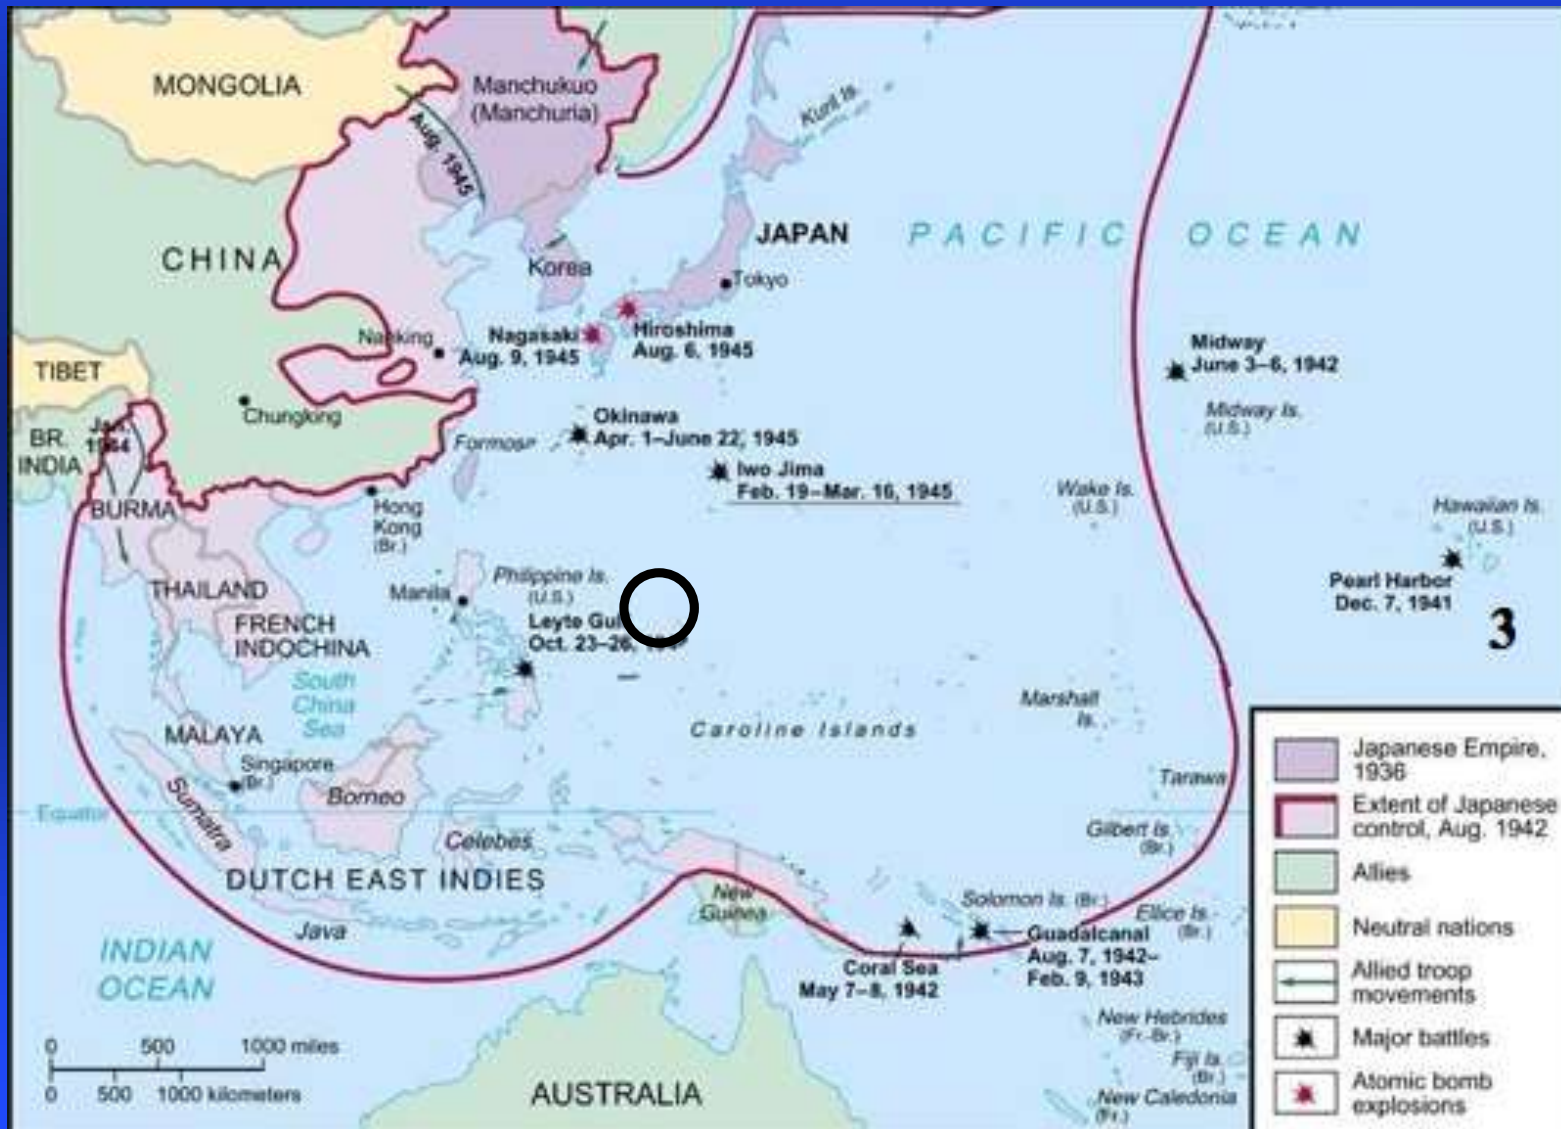 MONGOLIA
Manchukuo
(Manchuria)
Aug. 1945
Kuril Is.
CHINA
JAPAN
PACIFIC OCEAN
Korea
Tokyo
Nanking
Nagasaki
Aug. 9, 1945
Hiroshima
Aug. 6, 1945
Midway
June 3–6, 1942
TIBET
Chungking
Midway Is.
(U.S.)
BR.
INDIA
Jan.
1944
Formosa
Okinawa
Apr. 1–June 22, 1945
Iwo Jima
Feb. 19–Mar. 16, 1945
Wake Is.
(U.S.)
Hawaiian Is.
(U.S.)
BURMA
Hong
Kong
(Br.)
THAILAND
Manila
Philippine Is.
(U.S.)
Pearl Harbor
Dec. 7, 1941
3
FRENCH
INDOCHINA
Leyte
Oct. 23–26,
South
China
Sea
Marshall
Is.
MALAYA
Caroline Islands
Singapore
(Br.)
Tarawa
Sumatra
Borneo
Equator
Celebes
Gilbert Is.
(Br.)
DUTCH EAST INDIES
New
Guinea
Solomon Is. (Br.)
Ellice Is.
(Br.)
Java
Guadalcanal
Aug. 7, 1942–
Feb. 9, 1943
INDIAN
OCEAN
Coral Sea
May 7–8, 1942
New Hebrides
(Fr.-Br.)
Fiji Is.
(Br.)
New Caledonia
(Fr.)
AUSTRALIA
0 500 1000 miles
0 500 1000 kilometers
Japanese Empire,
1936
Extent of Japanese
control, Aug. 1942
Allies
Neutral nations
Allied troop
movements
Major battles
Atomic bomb
explosions